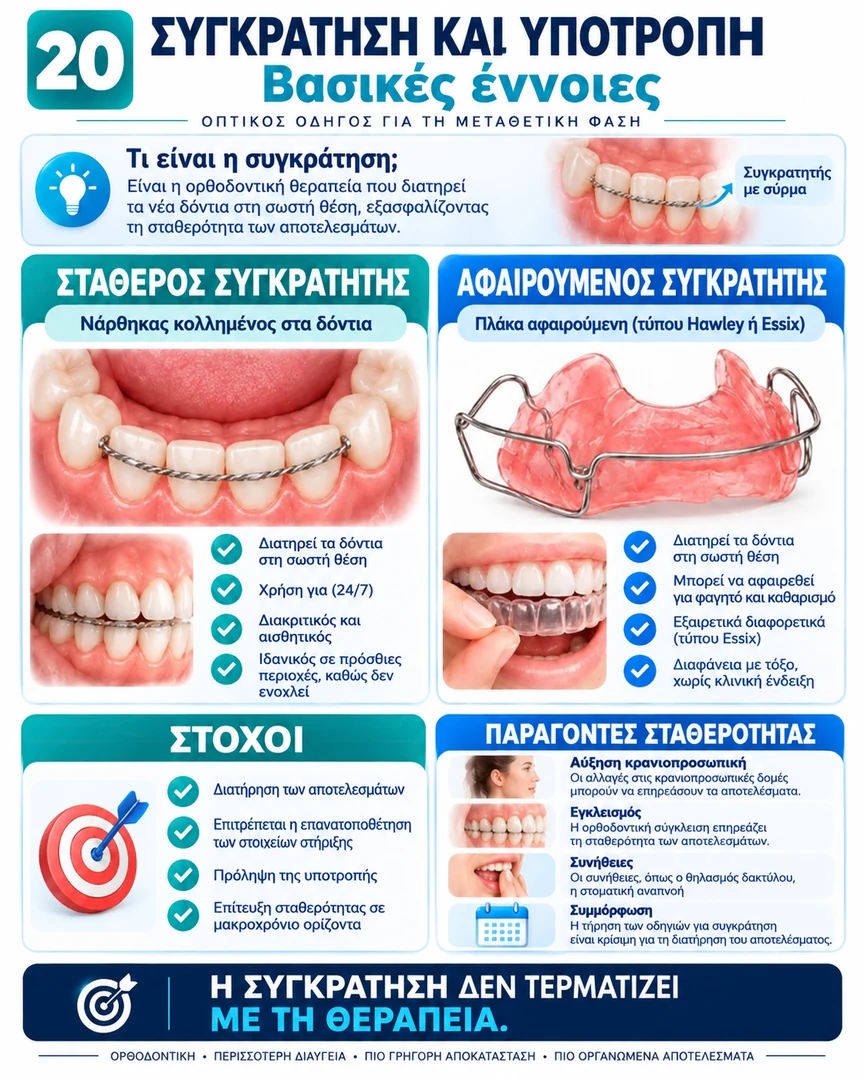 20
ΣΥΓΚΡΑΤΗΣΗ ΚΑΙ ΥΠΟΤΡΟΠΗ
Βασικές έννοιες
ΟΠΤΙΚΟΣ ΟΔΗΓΟΣ ΓΙΑ ΤΗ ΜΕΤΑΘΕΤΙΚΗ ΦΑΣΗ
Τι είναι η συγκράτηση;
Είναι η ορθοδοντική θεραπεία που διατηρεί
τα νέα δόντια στη σωστή θέση, εξασφαλίζοντας
τη σταθερότητα των αποτελεσμάτων.
Συγκρατητής
με σύρμα
ΣΤΑΘΕΡΟΣ ΣΥΓΚΡΑΤΗΤΗΣ
Νάρθηκας κολλημένος στα δόντια
Διατηρεί τα δόντια
στη σωστή θέση
Χρήση για (24/7)
Διακριτικός και
αισθητικός
Ιδανικός σε πρόσθιες
περιοχές, καθώς δεν
ενοχλεί
ΑΦΑΙΡΟΥΜΕΝΟΣ ΣΥΓΚΡΑΤΗΤΗΣ
Πλάκα αφαιρούμενη (τύπου Hawley ή Essix)
Διατηρεί τα δόντια
στη σωστή θέση
Μπορεί να αφαιρεθεί
για φαγητό και καθαρισμό
Εξαιρετικά διαφορετικά
(τύπου Essix)
Διαφάνεια με τόξο,
χωρίς κλινική ένδειξη
ΣΤΟΧΟΙ
Διατήρηση των αποτελεσμάτων
Επιτρέπεται η επανατοποθέτηση
των στοιχείων στήριξης
Πρόληψη της υποτροπής
Επίτευξη σταθερότητας σε
μακροχρόνιο ορίζοντα
ΠΑΡΑΓΟΝΤΕΣ ΣΤΑΘΕΡΟΤΗΤΑΣ
Αύξηση κρανιοπροσωπική
Οι αλλαγές στις κρανιοπροσωπικές δομές
μπορούν να επηρεάσουν τα αποτελέσματα.
Εγκλεισμός
Η ορθοδοντική σύγκλειση επηρεάζει
τη σταθερότητα των αποτελεσμάτων.
Συνήθειες
Οι συνήθειες, όπως ο θηλασμός δακτύλου,
η στοματική αναπνοή
Συμμόρφωση
Η τήρηση των οδηγιών για συγκράτηση
είναι κρίσιμη για τη διατήρηση του αποτελέσματος.
Η ΣΥΓΚΡΑΤΗΣΗ ΔΕΝ ΤΕΡΜΑΤΙΖΕΙ
ΜΕ ΤΗ ΘΕΡΑΠΕΙΑ.
ΟΡΘΟΔΟΝΤΙΚΗ • ΠΕΡΙΣΣΟΤΕΡΗ ΔΙΑΥΓΕΙΑ • ΠΙΟ ΓΡΗΓΟΡΗ ΑΠΟΚΑΤΑΣΤΑΣΗ • ΠΙΟ ΟΡΓΑΝΩΜΕΝΑ ΑΠΟΤΕΛΕΣΜΑΤΑ